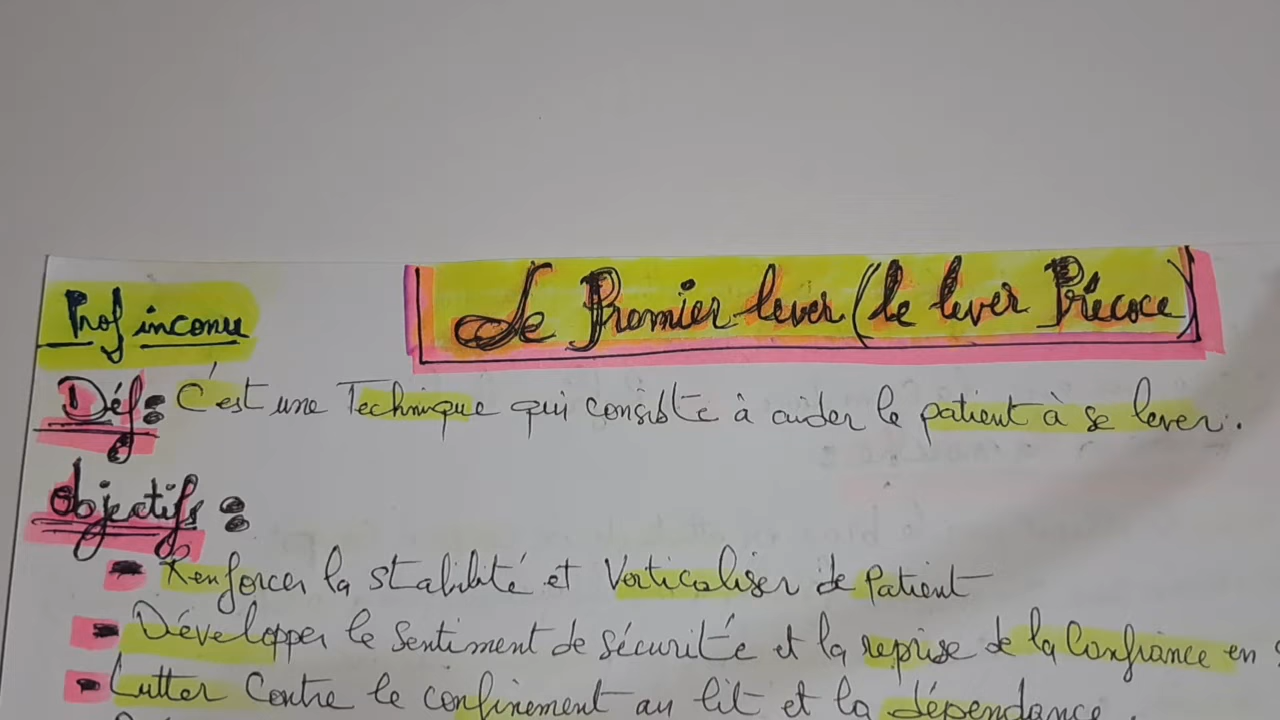 Le Premier lever (le lever Précoce)
Prof inconu
Déf : C'est une Technique qui consiste à aider le patient à se lever.
Objectifs :
- Renforcer la stabilité et Verticaliser le Patient
- Développer le sentiment de sécurité et la reprise de la Confiance en
- Lutter Contre le confinement au lit et la dépendance.